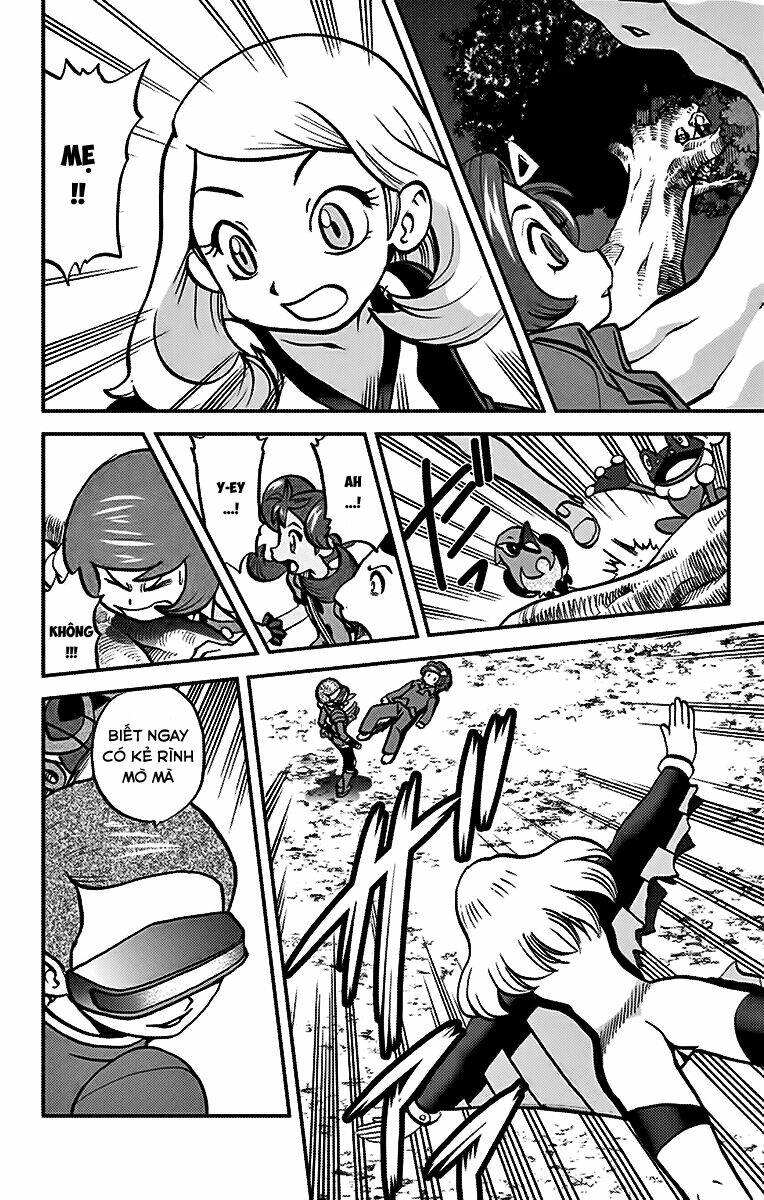 MẸ
!!
AH
...!
Y-EY
...!
KHÔNG
!!!
BIẾT NGAY
CÓ KẺ RÌNH
MÒ MÀ